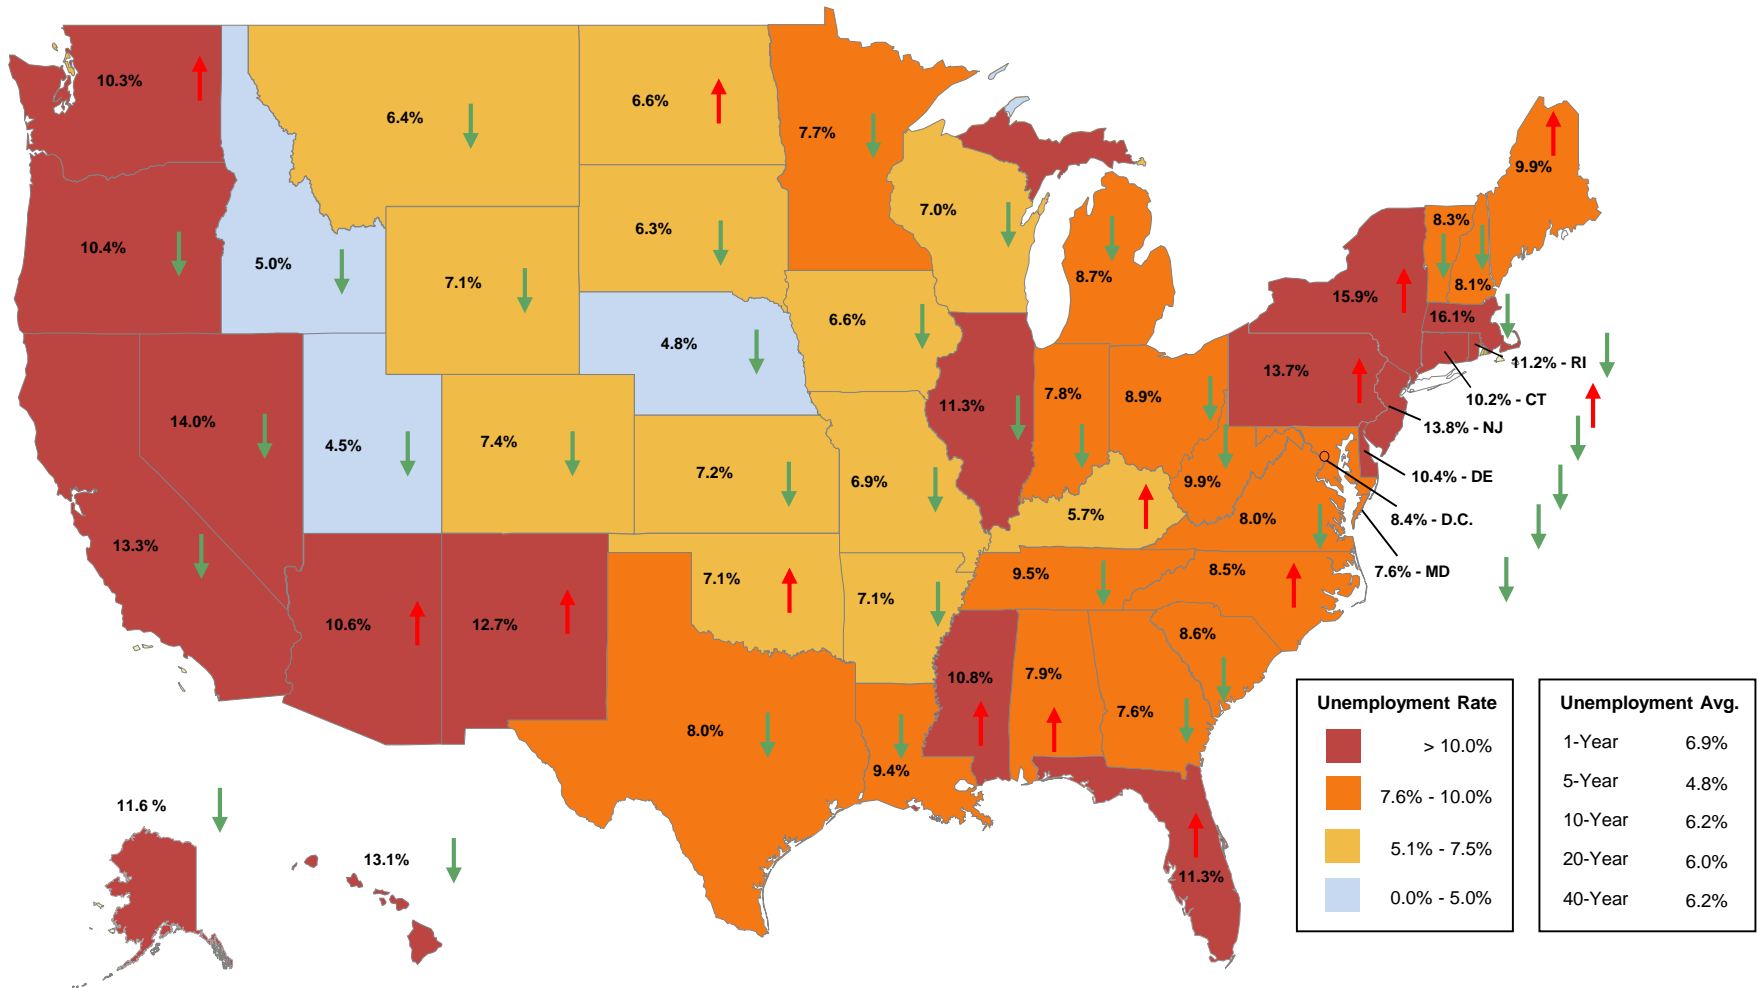 10.3%
6.4%
6.6%
7.7%
9.9%
10.4%
5.0%
7.1%
6.3%
7.0%
8.7%
8.3%
8.1%
15.9%
16.1%
6.6%
4.8%
11.2% - RI
13.7%
10.2% - CT
13.8% - NJ
14.0%
4.5%
7.4%
7.2%
6.9%
11.3%
7.8%
8.9%
9.9%
10.4% - DE
8.4% - D.C.
7.6% - MD
13.3%
5.7%
8.0%
7.1%
7.1%
9.5%
8.5%
10.6%
12.7%
8.6%
10.8%
7.9%
7.6%
8.0%
9.4%
11.3%
11.6 %
13.1%
Unemployment Rate
> 10.0%
7.6% - 10.0%
5.1% - 7.5%
0.0% - 5.0%
Unemployment Avg.
1-Year 6.9%
5-Year 4.8%
10-Year 6.2%
20-Year 6.0%
40-Year 6.2%